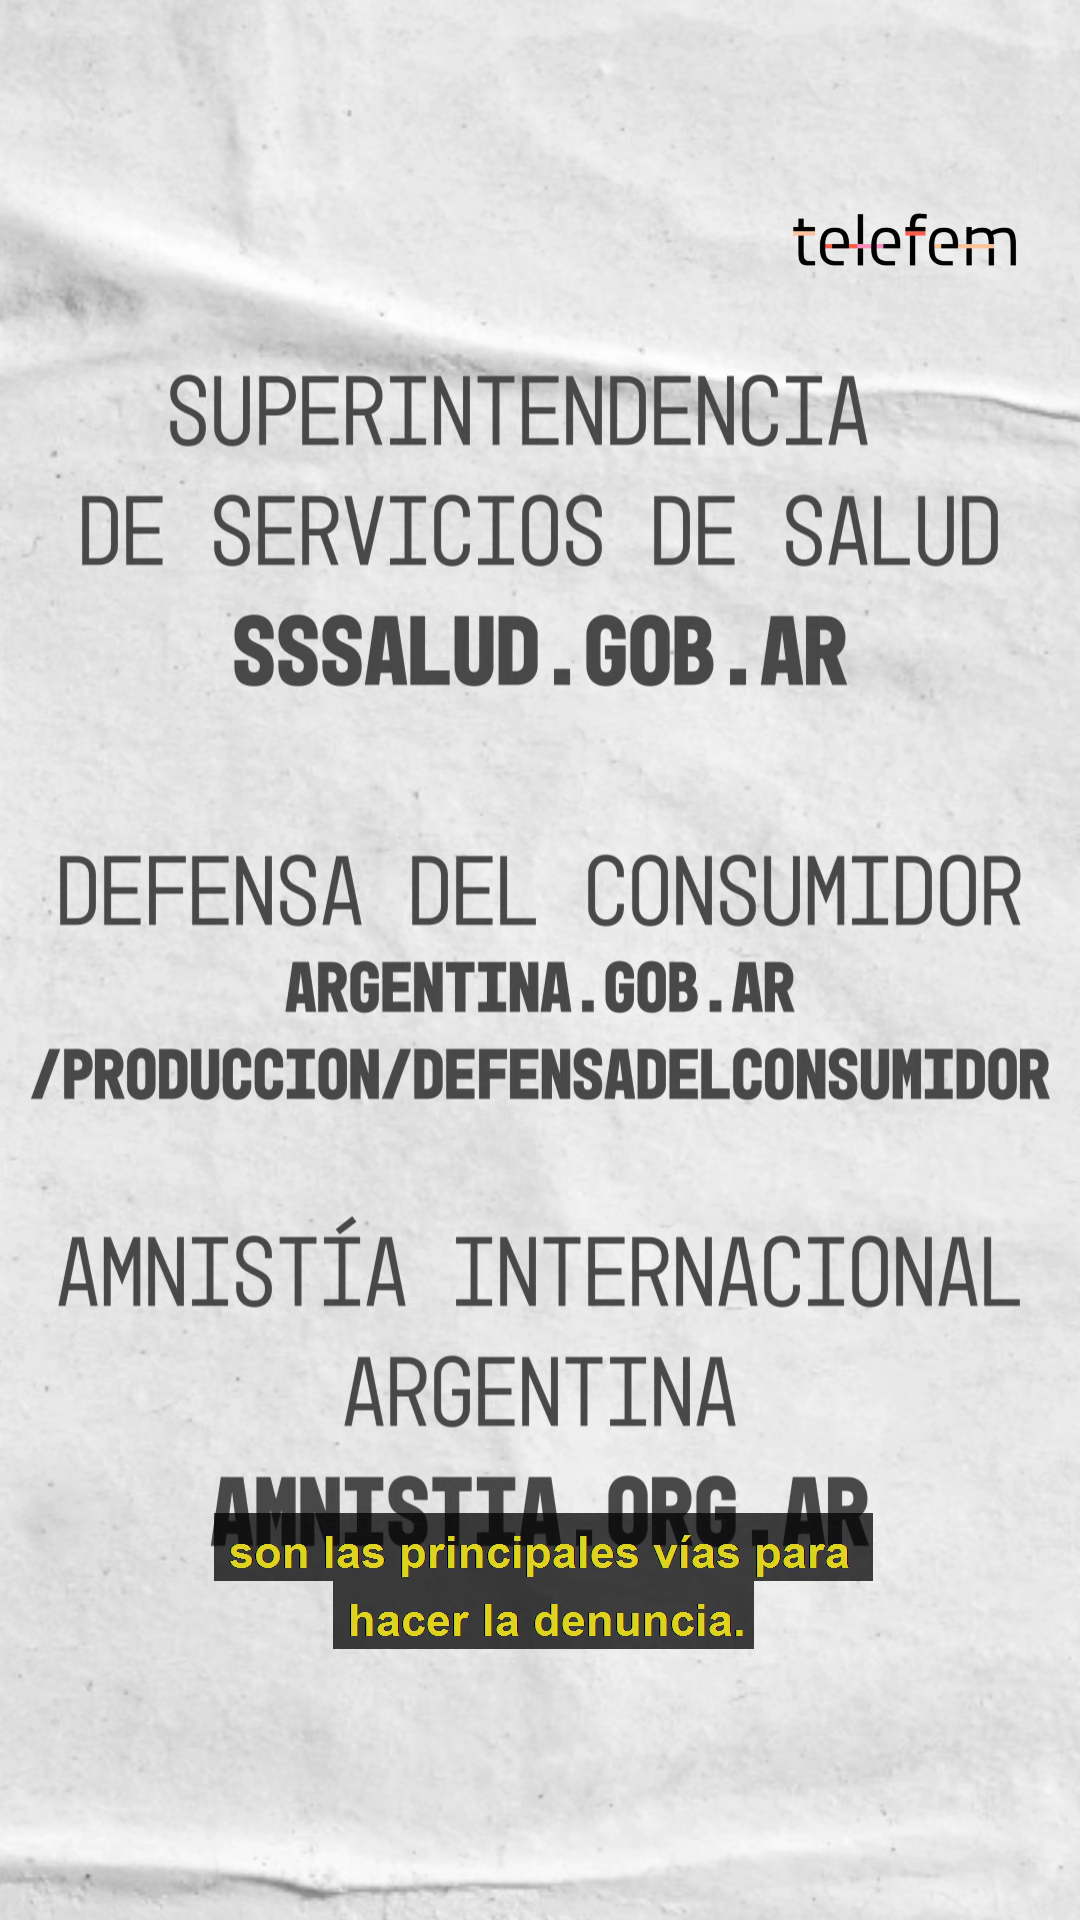 telefem
SUPERINTENDENCIA
DE SERVICIOS DE SALUD
SSSALUD.GOB.AR
DEFENSA DEL CONSUMIDOR
ARGENTINA.GOB.AR
/PRODUCCION/DEFENSADELCONSUMIDOR
AMNISTÍA INTERNACIONAL
ARGENTINA
AMNISTIA.ORG.AR
son las principales vías para
hacer la denuncia.